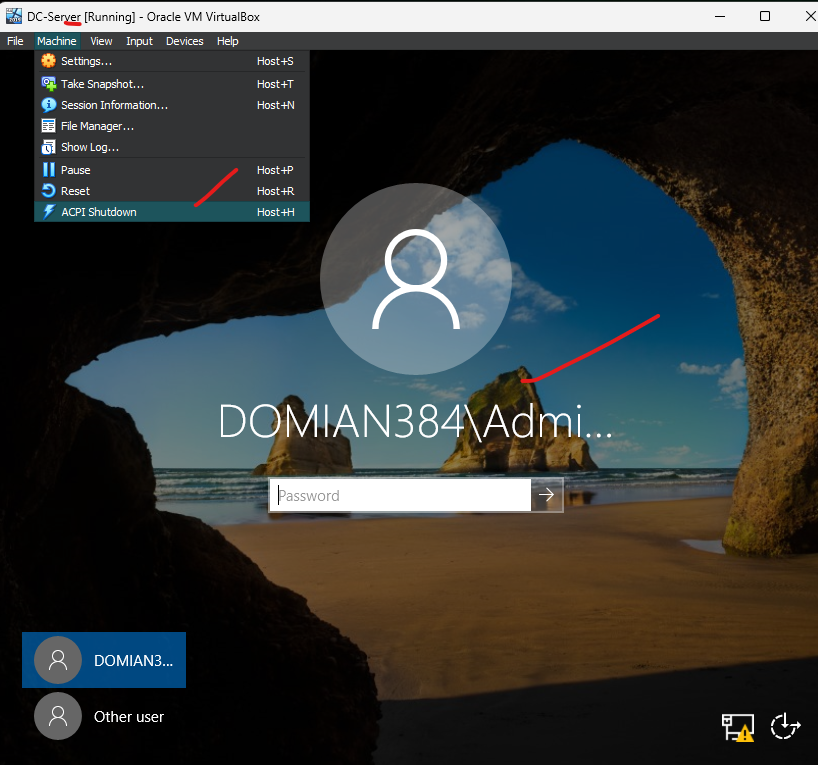 DC-Server [Running] - Oracle VM VirtualBox
File Machine View Input Devices Help
Settings... Host+S
Take Snapshot... Host+T
Session Information... Host+N
File Manager...
Show Log...
Pause Host+P
Reset Host+R
ACPI Shutdown Host+H
DOMIAN384\Admi...
Password
DOMIAN3...
Other user